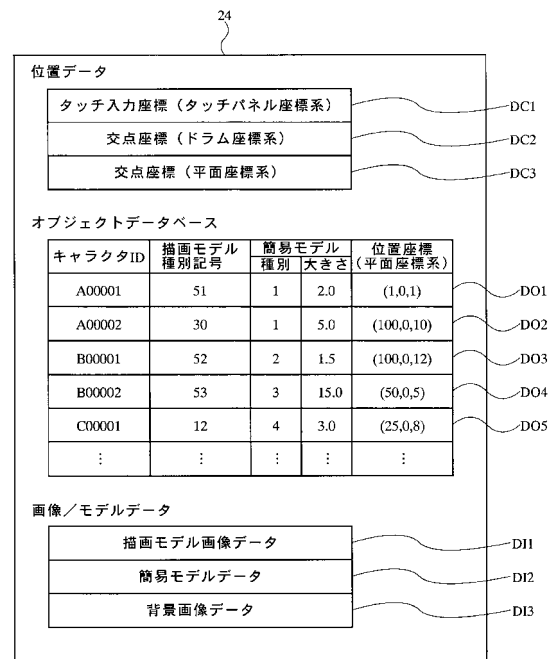 24
位置データ
タッチ入力座標（タッチパネル座標系） DC1
交点座標（ドラム座標系） DC2
交点座標（平面座標系） DC3
オブジェクトデータベース
キャラクタID 描画モデル種別記号 簡易モデル 種別 大きさ 位置座標（平面座標系）
A00001 51 1 2.0 (1,0,1) DO1
A00002 30 1 5.0 (100,0,10) DO2
B00001 52 2 1.5 (100,0,12) DO3
B00002 53 3 15.0 (50,0,5) DO4
C00001 12 4 3.0 (25,0,8) DO5
⋮ ⋮ ⋮ ⋮ ⋮
画像／モデルデータ
描画モデル画像データ DI1
簡易モデルデータ DI2
背景画像データ DI3